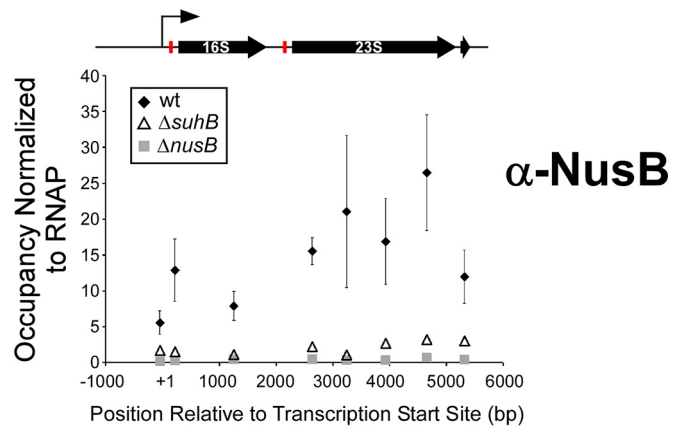 16S 23S
40
35
30
25
20
15
10
5
0
Occupancy Normalized
to RNAP
wt
ΔsuhB
ΔnusB
α-NusB
-1000 +1 1000 2000 3000 4000 5000 6000
Position Relative to Transcription Start Site (bp)